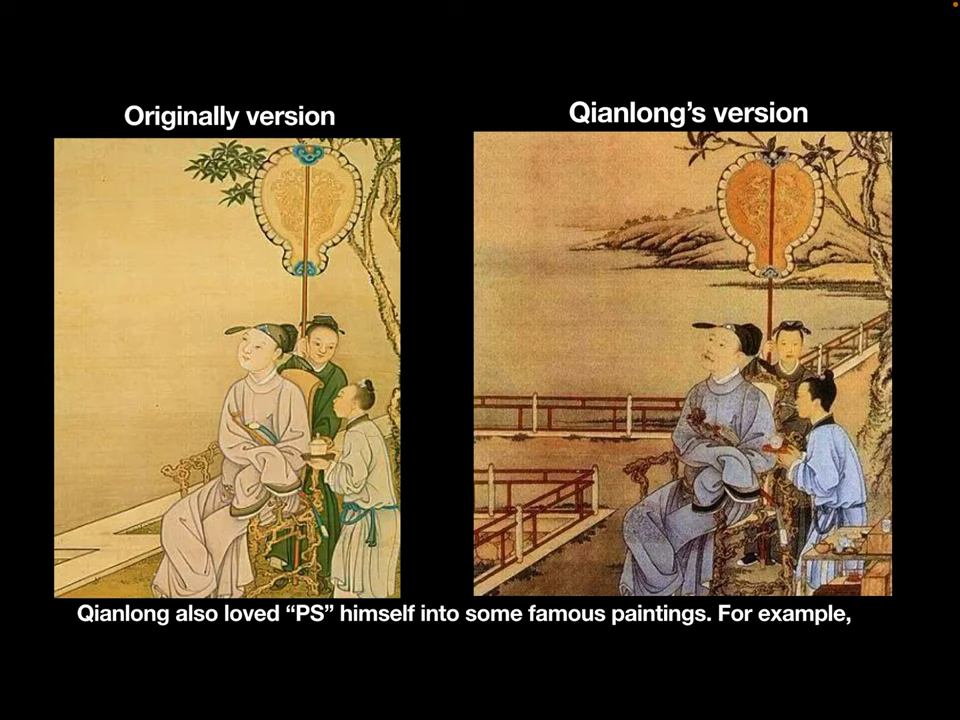 Originally version
Qianlong’s version
Qianlong also loved “PS” himself into some famous paintings. For example,